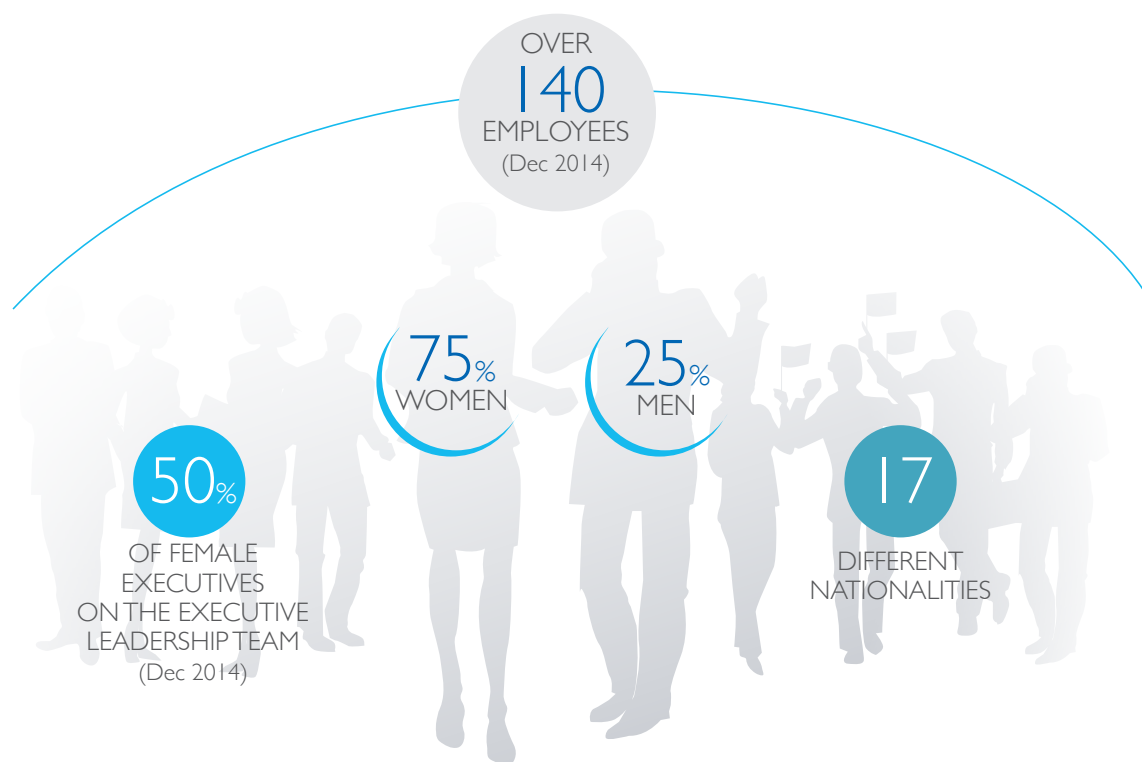 OVER
140
EMPLOYEES
(Dec 2014)
75%
WOMEN
25%
MEN
50%
OF FEMALE
EXECUTIVES
ON THE EXECUTIVE
LEADERSHIP TEAM
(Dec 2014)
17
DIFFERENT
NATIONALITIES